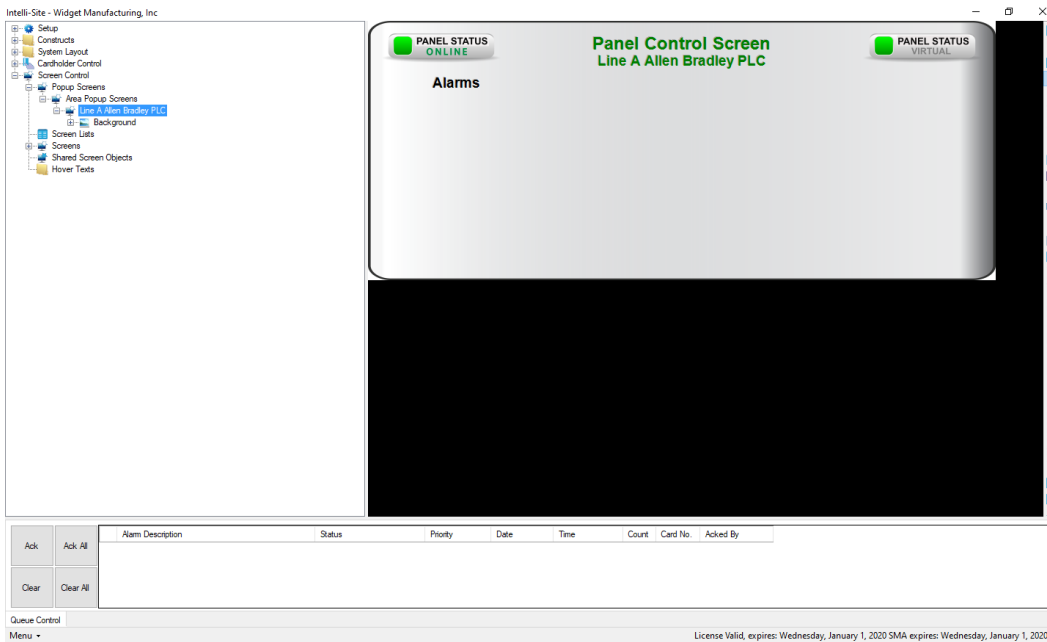 Intelli-Site - Widget Manufacturing, Inc
Setup
Constructs
System Layout
Cardholder Control
Screen Control
Popup Screens
Area Popup Screens
Line A Allen Bradley PLC
Background
Screen Lists
Screens
Shared Screen Objects
Hover Texts
PANEL STATUS
ONLINE
Panel Control Screen
Line A Allen Bradley PLC
PANEL STATUS
VIRTUAL
Alarms
Ack
Ack All
Clear
Clear All
Alarm Description Status Priority Date Time Count Card No. Acked By
Queue Control
Menu
License Valid, expires: Wednesday, January 1, 2020 SMA expires: Wednesday, January 1, 2020